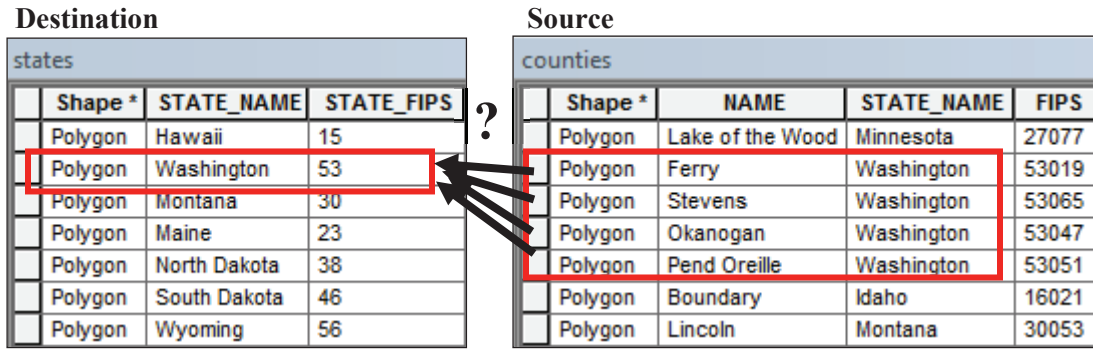 Destination
states
Shape * STATE_NAME STATE_FIPS
Polygon Hawaii 15
Polygon Washington 53
Polygon Montana 30
Polygon Maine 23
Polygon North Dakota 38
Polygon South Dakota 46
Polygon Wyoming 56
?
Source
counties
Shape * NAME STATE_NAME FIPS
Polygon Lake of the Wood Minnesota 27077
Polygon Ferry Washington 53019
Polygon Stevens Washington 53065
Polygon Okanogan Washington 53047
Polygon Pend Oreille Washington 53051
Polygon Boundary Idaho 16021
Polygon Lincoln Montana 30053